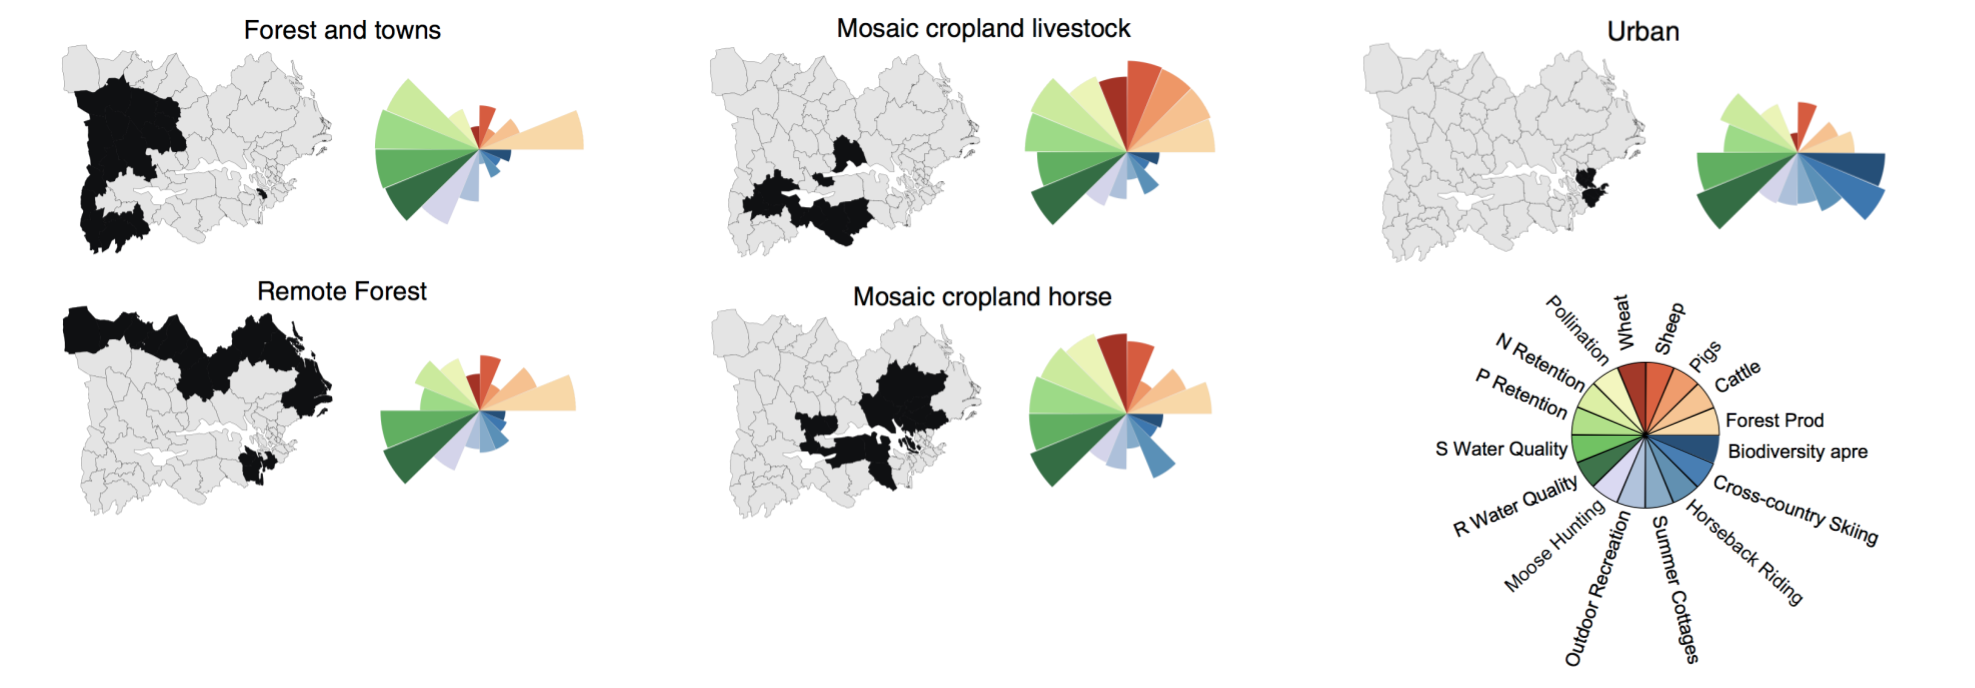 Forest and towns
Mosaic cropland livestock
Urban
Remote Forest
Mosaic cropland horse
Wheat
Sheep
Pigs
Cattle
Forest Prod
Biodiversity apre
Cross-country Skiing
Horseback Riding
Summer Cottages
Outdoor Recreation
Moose Hunting
R Water Quality
S Water Quality
P Retention
N Retention
Pollination